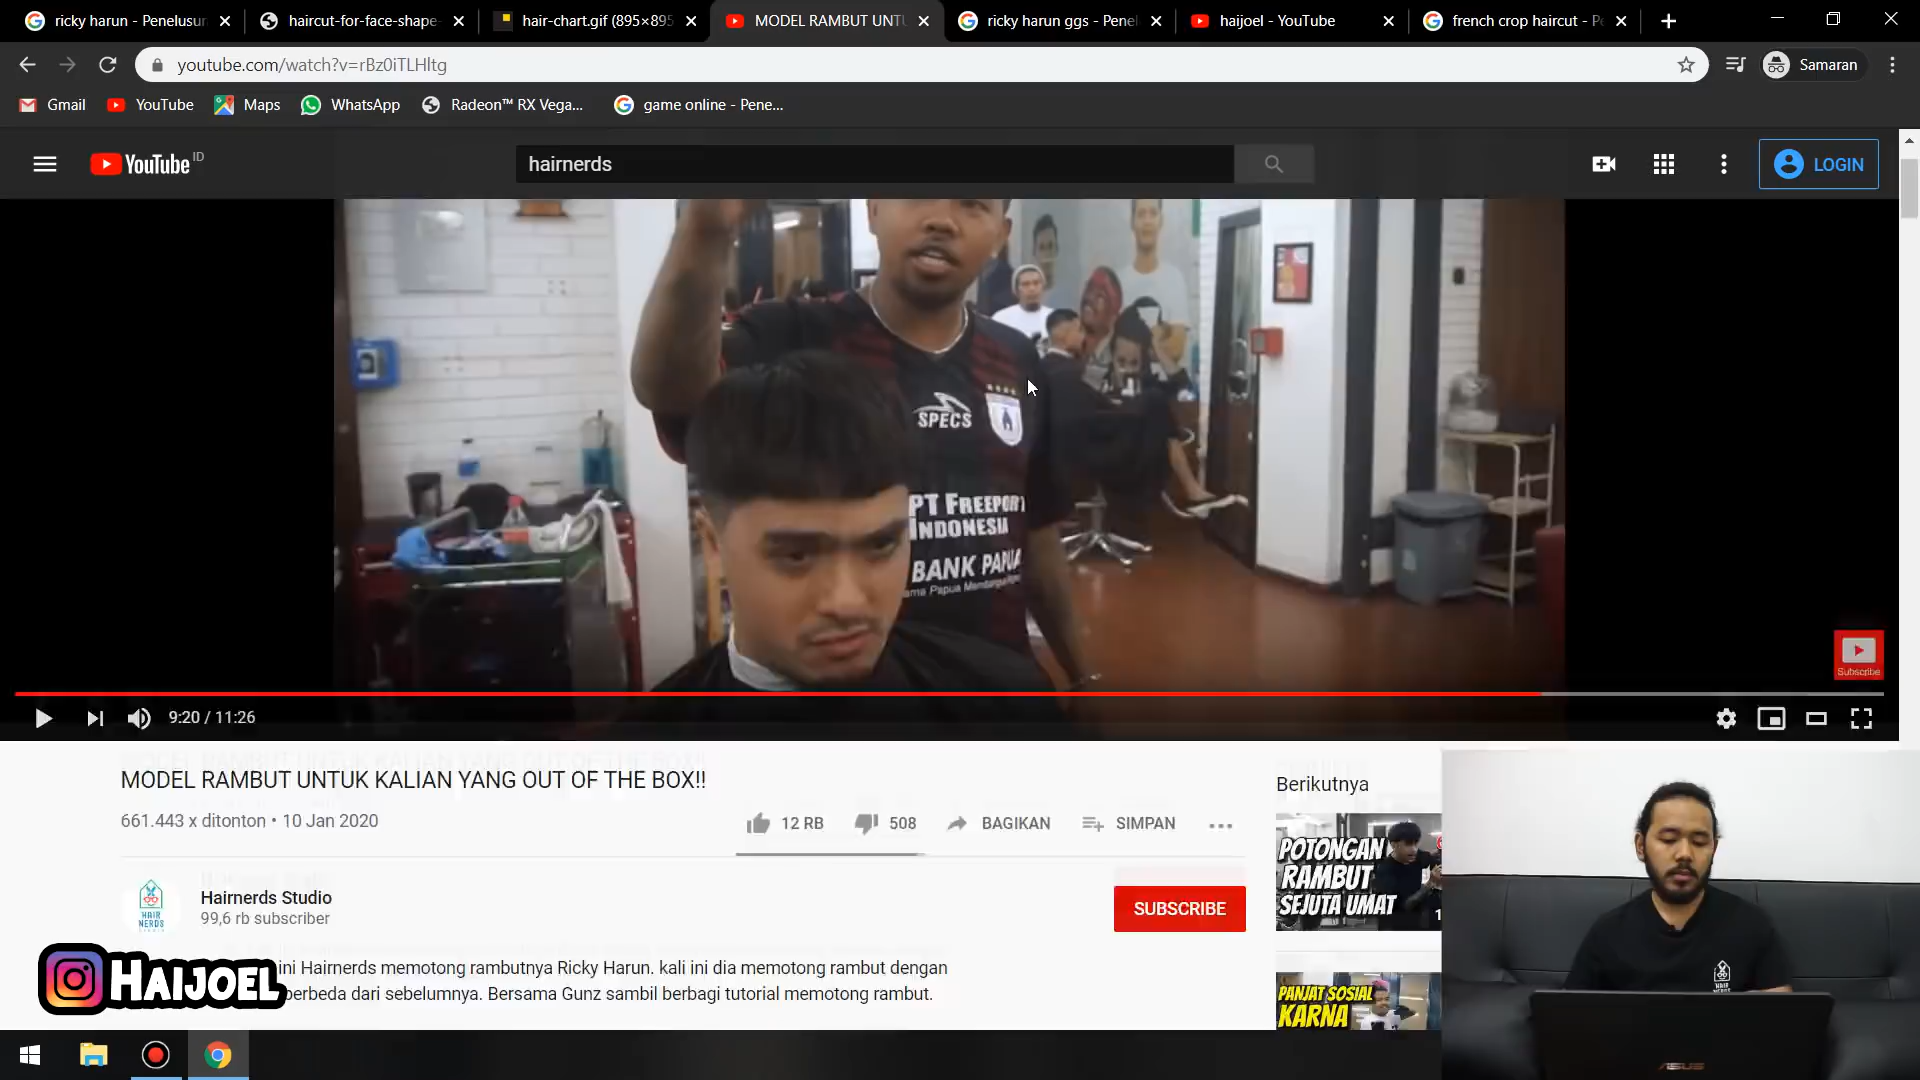 ricky harun - Penelusur
haircut-for-face-shape-
hair-chart.gif (895×895
MODEL RAMBUT UNTU
ricky harun ggs - Penel
haijoel - YouTube
french crop haircut - Pe
youtube.com/watch?v=rBz0iTLHltg
Samaran
Gmail
YouTube
Maps
WhatsApp
Radeon™ RX Vega...
game online - Pene...
YouTube ID
hairnerds
LOGIN
SPECS
PT FREEPORT
INDONESIA
BANK PAPUA
Subscribe
9:20 / 11:26
MODEL RAMBUT UNTUK KALIAN YANG OUT OF THE BOX!!
661.443 x ditonton • 10 Jan 2020
12 RB
508
BAGIKAN
SIMPAN
Berikutnya
POTONGAN
RAMBUT
SEJUTA UMAT
HAIR
NERDS
Hairnerds Studio
99,6 rb subscriber
SUBSCRIBE
ini Hairnerds memotong rambutnya Ricky Harun. kali ini dia memotong rambut dengan
berbeda dari sebelumnya. Bersama Gunz sambil berbagi tutorial memotong rambut.
HAIJOEL
PANJAT SOSIAL
KARNA
HAIR
NERDS
ASUS